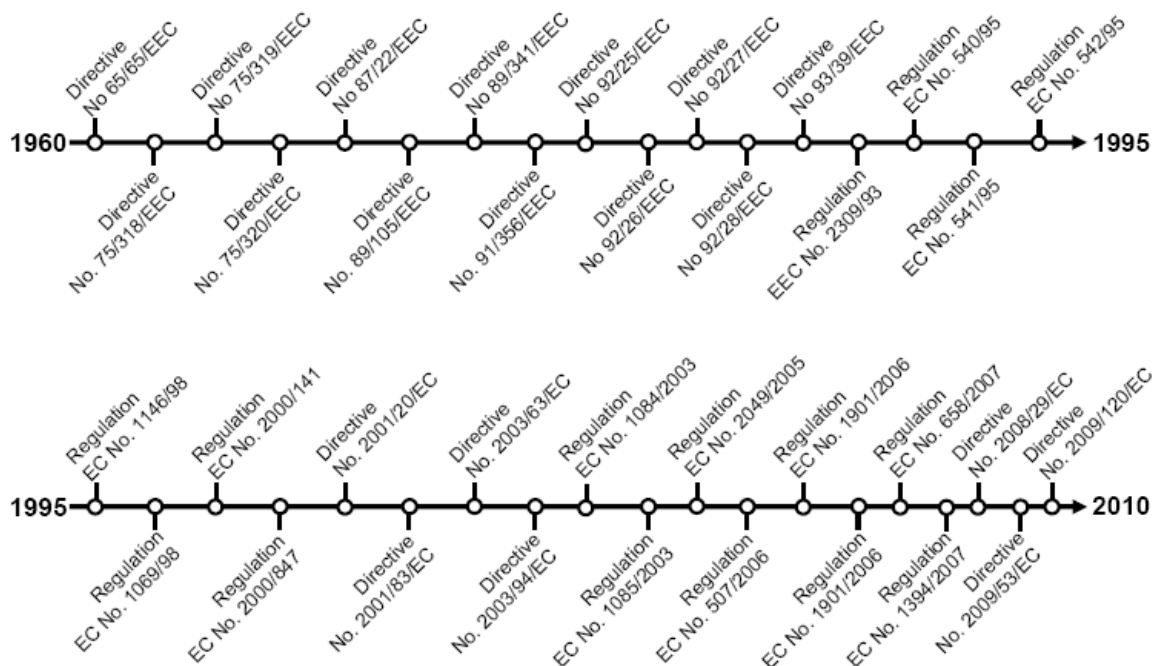 Directive
No 65/65/EEC
Directive
No 75/319/EEC
Directive
No 87/22/EEC
Directive
No 89/341/EEC
Directive
No 92/25/EEC
Directive
No 92/27/EEC
Directive
No 93/39/EEC
Regulation
EC No. 540/95
Regulation
EC No. 542/95
1960
1995
Directive
No. 75/318/EEC
Directive
No. 75/320/EEC
Directive
No. 89/105/EEC
Directive
No. 91/356/EEC
Directive
No 92/26/EEC
Directive
No 92/28/EEC
Regulation
EEC No. 2309/93
Regulation
EC No. 541/95
Regulation
EC No. 1146/98
Regulation
EC No. 2000/141
Directive
No. 2001/20/EC
Directive
No. 2003/63/EC
Regulation
EC No. 1084/2003
Regulation
EC No. 2049/2005
Regulation
EC No. 1901/2006
Regulation
EC No. 658/2007
Directive
No. 2008/29/EC
Directive
No. 2009/120/EC
1995
2010
Regulation
EC No. 1069/98
Regulation
EC No. 2000/847
Directive
No. 2001/83/EC
Directive
No. 2003/94/EC
Regulation
EC No. 1085/2003
Regulation
EC No. 507/2006
Regulation
EC No. 1901/2006
Regulation
EC No. 1394/2007
Directive
No. 2009/53/EC